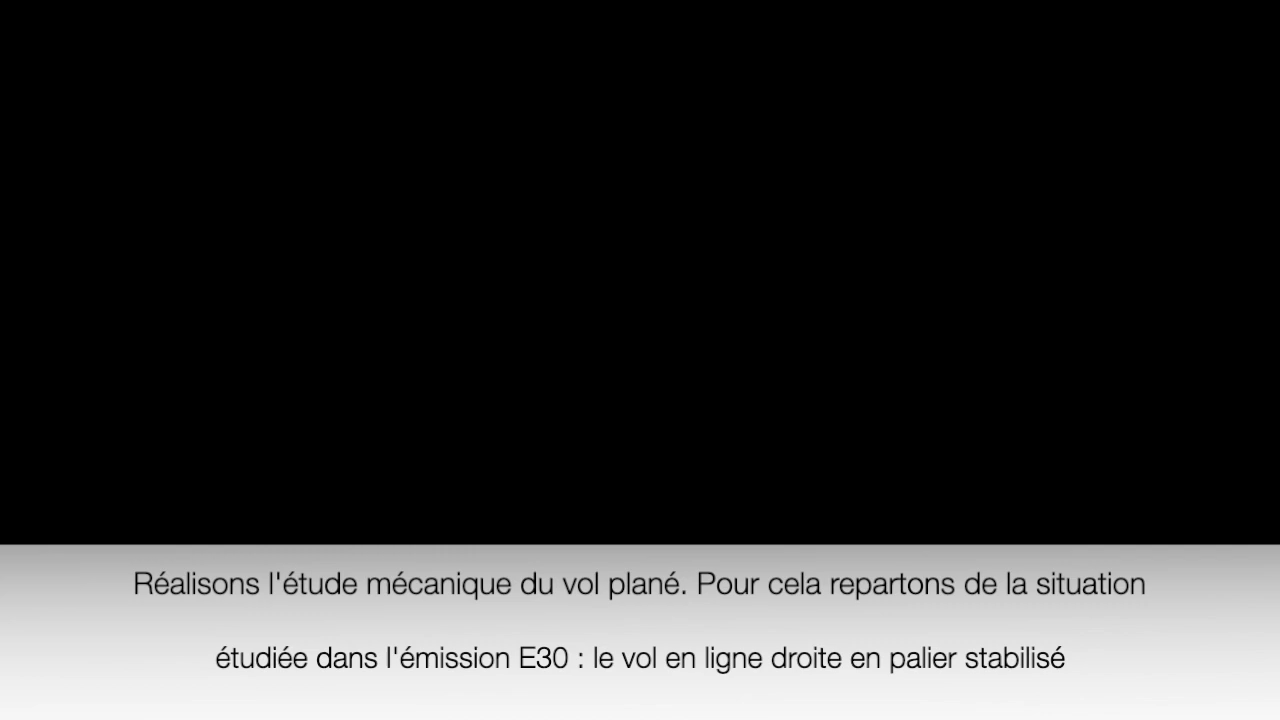 Réalisons l'étude mécanique du vol plané. Pour cela repartons de la situation
étudiée dans l'émission E30 : le vol en ligne droite en palier stabilisé